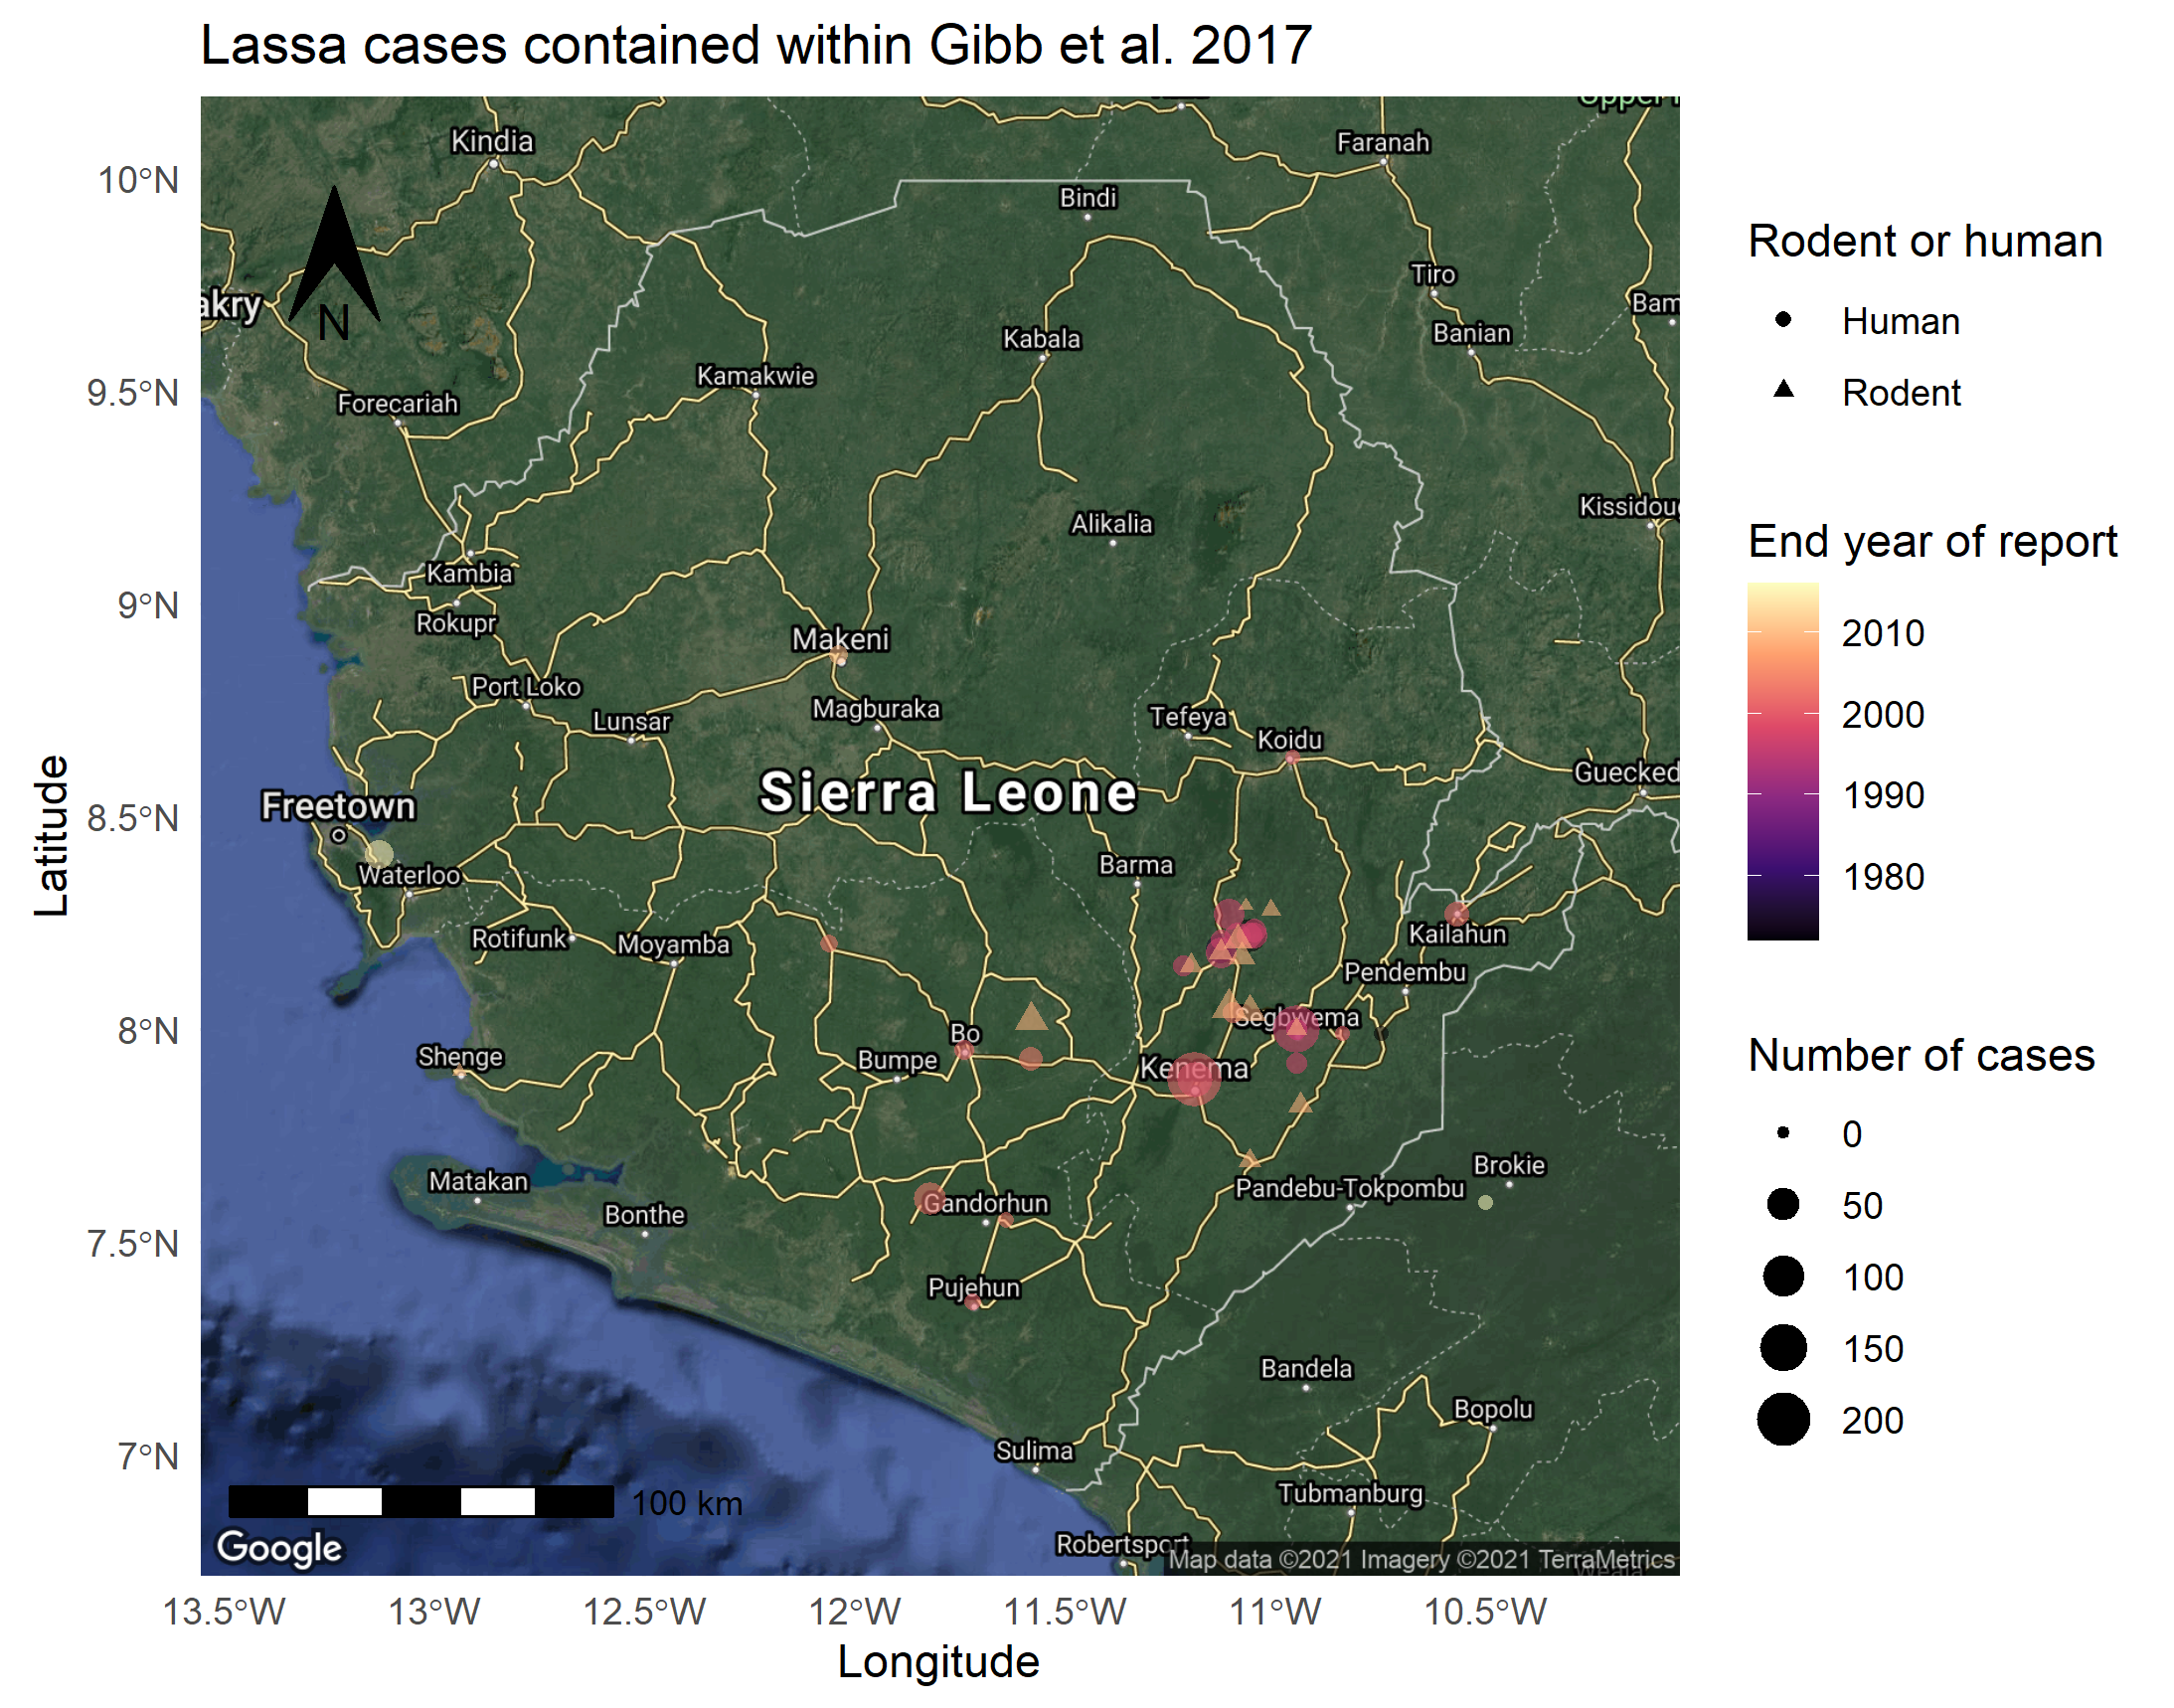 Lassa cases contained within Gibb et al. 2017
Kindia
Faranah
10°N
Bindi
Tiro
akry
Bam
N
Banian
Kabala
Kamakwie
9.5°N
Forecariah
Kissidou
Alikalia
Kambia
9°N
Rokupr
Makeni
Port Loko
Magburaka
Lunsar
Tefeya
Koidu
Guecked
Sierra Leone
Freetown
8.5°N
Barma
Waterloo
Rotifunk
Moyamba
Kailahun
Pendembu
8°N
Segbwema
Bo
Shenge
Bumpe
Kenema
Brokie
Matakan
Pandebu-Tokpombu
Gandorhun
Bonthe
7.5°N
Pujehun
Bandela
Bopolu
7°N
Sulima
Tubmanburg
100 km
Robertsport
Google
Map data ©2021 Imagery ©2021 TerraMetrics
13.5°W
13°W
12.5°W
12°W
11.5°W
11°W
10.5°W
Longitude
Latitude
Rodent or human
Human
Rodent
End year of report
2010
2000
1990
1980
Number of cases
0
50
100
150
200